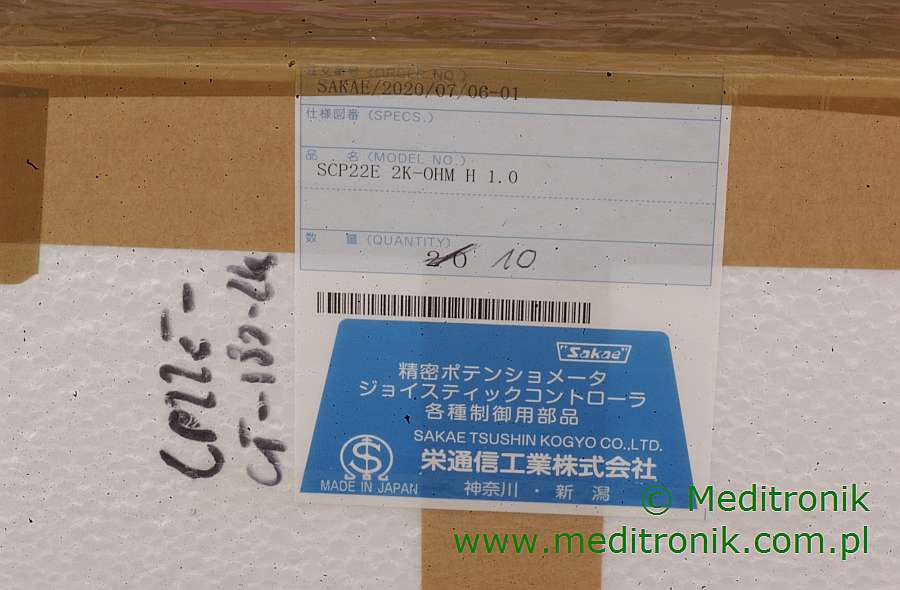 注文番号 (ORDER NO.)
SAKAE/2020/07/06-01
仕様図番 (SPECS.)
品 名 (MODEL NO.)
SCP22E 2K-OHM H 1.0
数 量 (QUANTITY)
20 10
"Sakae"
精密ポテンショメータ
ジョイスティックコントローラ
各種制御用部品
SAKAE TSUSHIN KOGYO CO.,LTD.
栄通信工業株式会社
MADE IN JAPAN
神奈川・新潟
© Meditronik
www.meditronik.com.pl